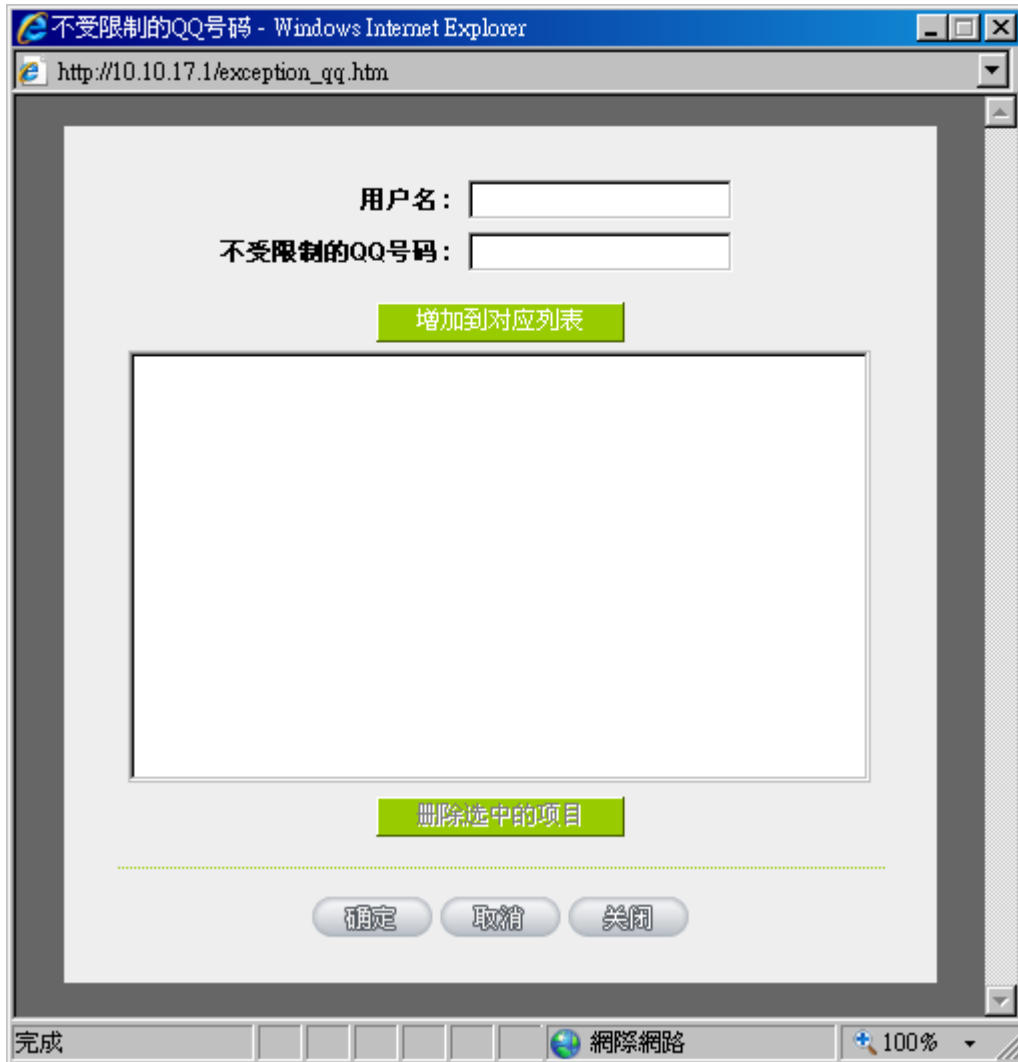 不受限制的QQ号碼 - Windows Internet Explorer
http://10.10.17.1/exception_qq.htm
用户名：
不受限制的QQ号码：
增加到对应列表
删除选中的项目
确定 取消 关闭
完成 網際網路 100%